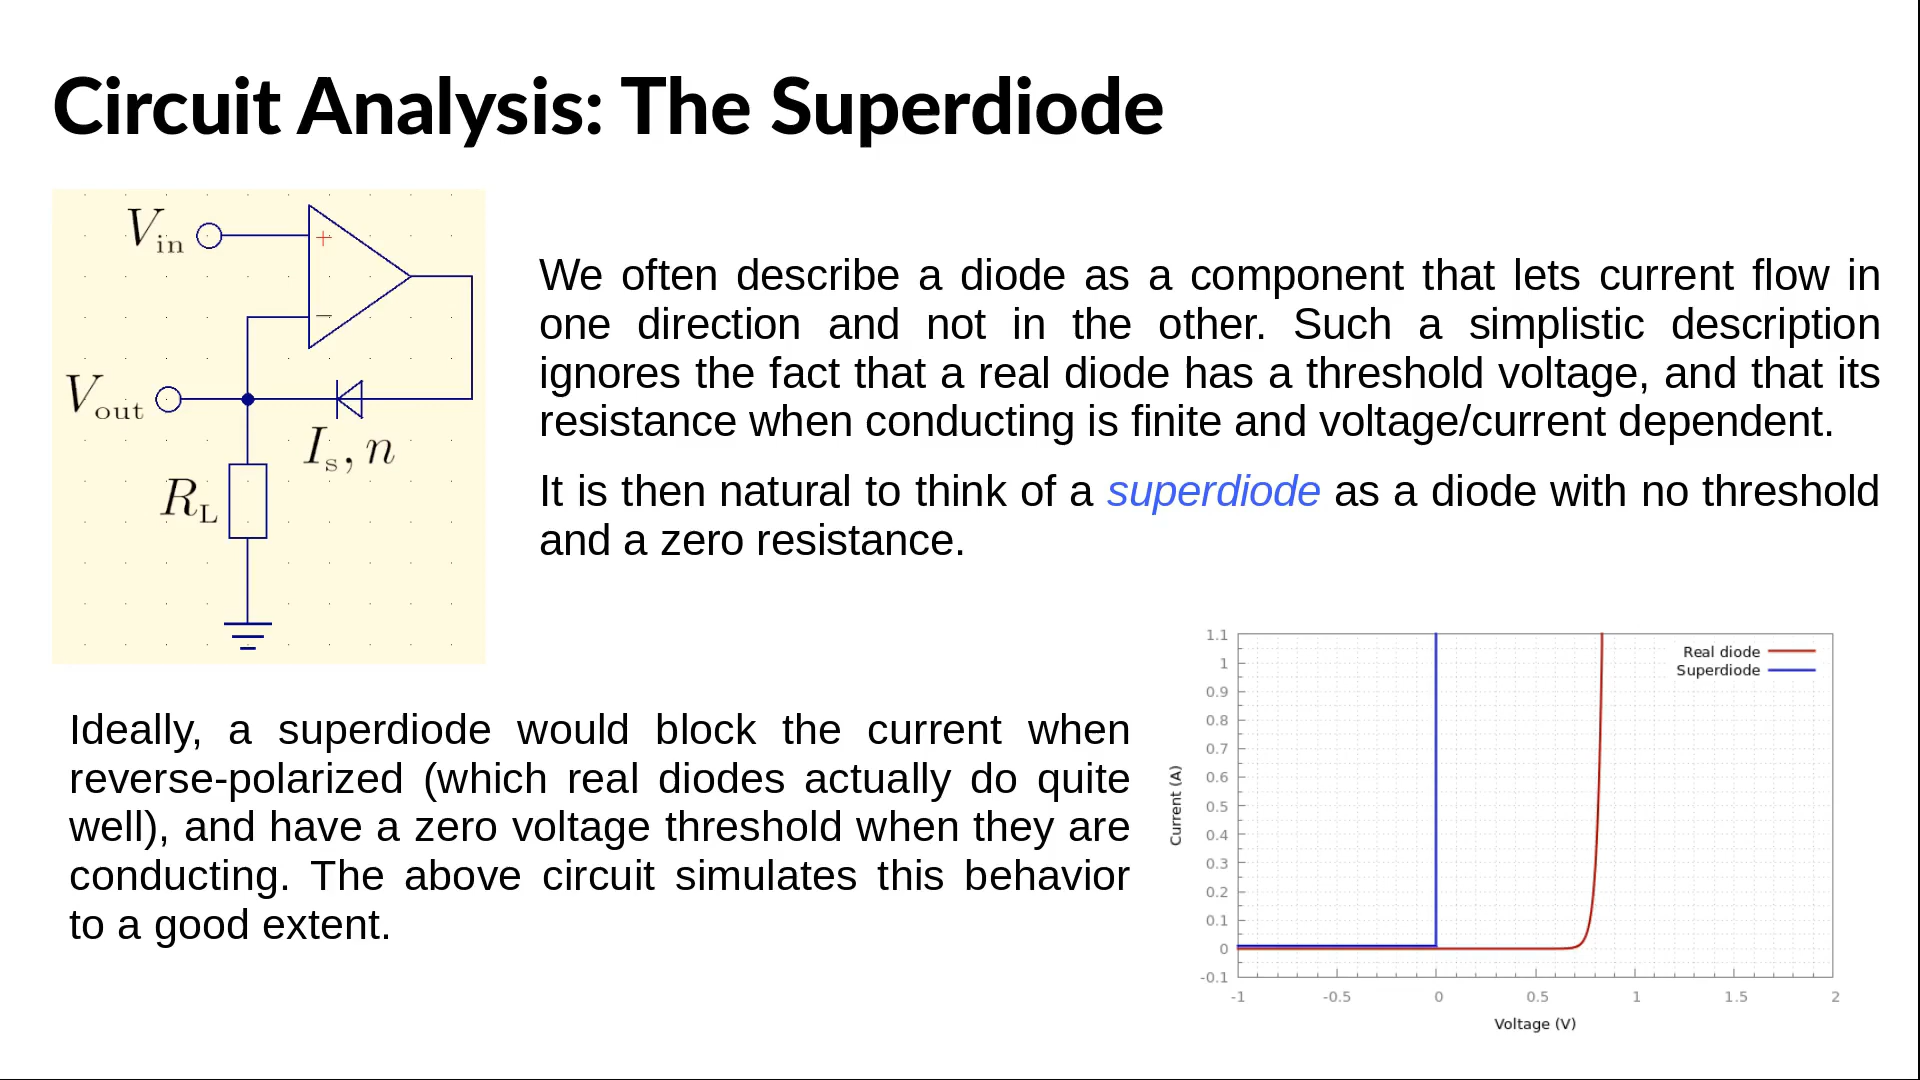 Circuit Analysis: The Superdiode
Vin
+
−
Vout
Is, n
RL
We often describe a diode as a component that lets current flow in
one direction and not in the other. Such a simplistic description
ignores the fact that a real diode has a threshold voltage, and that its
resistance when conducting is finite and voltage/current dependent.
It is then natural to think of a superdiode as a diode with no threshold
and a zero resistance.
Ideally, a superdiode would block the current when
reverse-polarized (which real diodes actually do quite
well), and have a zero voltage threshold when they are
conducting. The above circuit simulates this behavior
to a good extent.
Real diode
Superdiode
1.1
1
0.9
0.8
0.7
0.6
0.5
0.4
0.3
0.2
0.1
0
-0.1
Current (A)
-1 -0.5 0 0.5 1 1.5 2
Voltage (V)